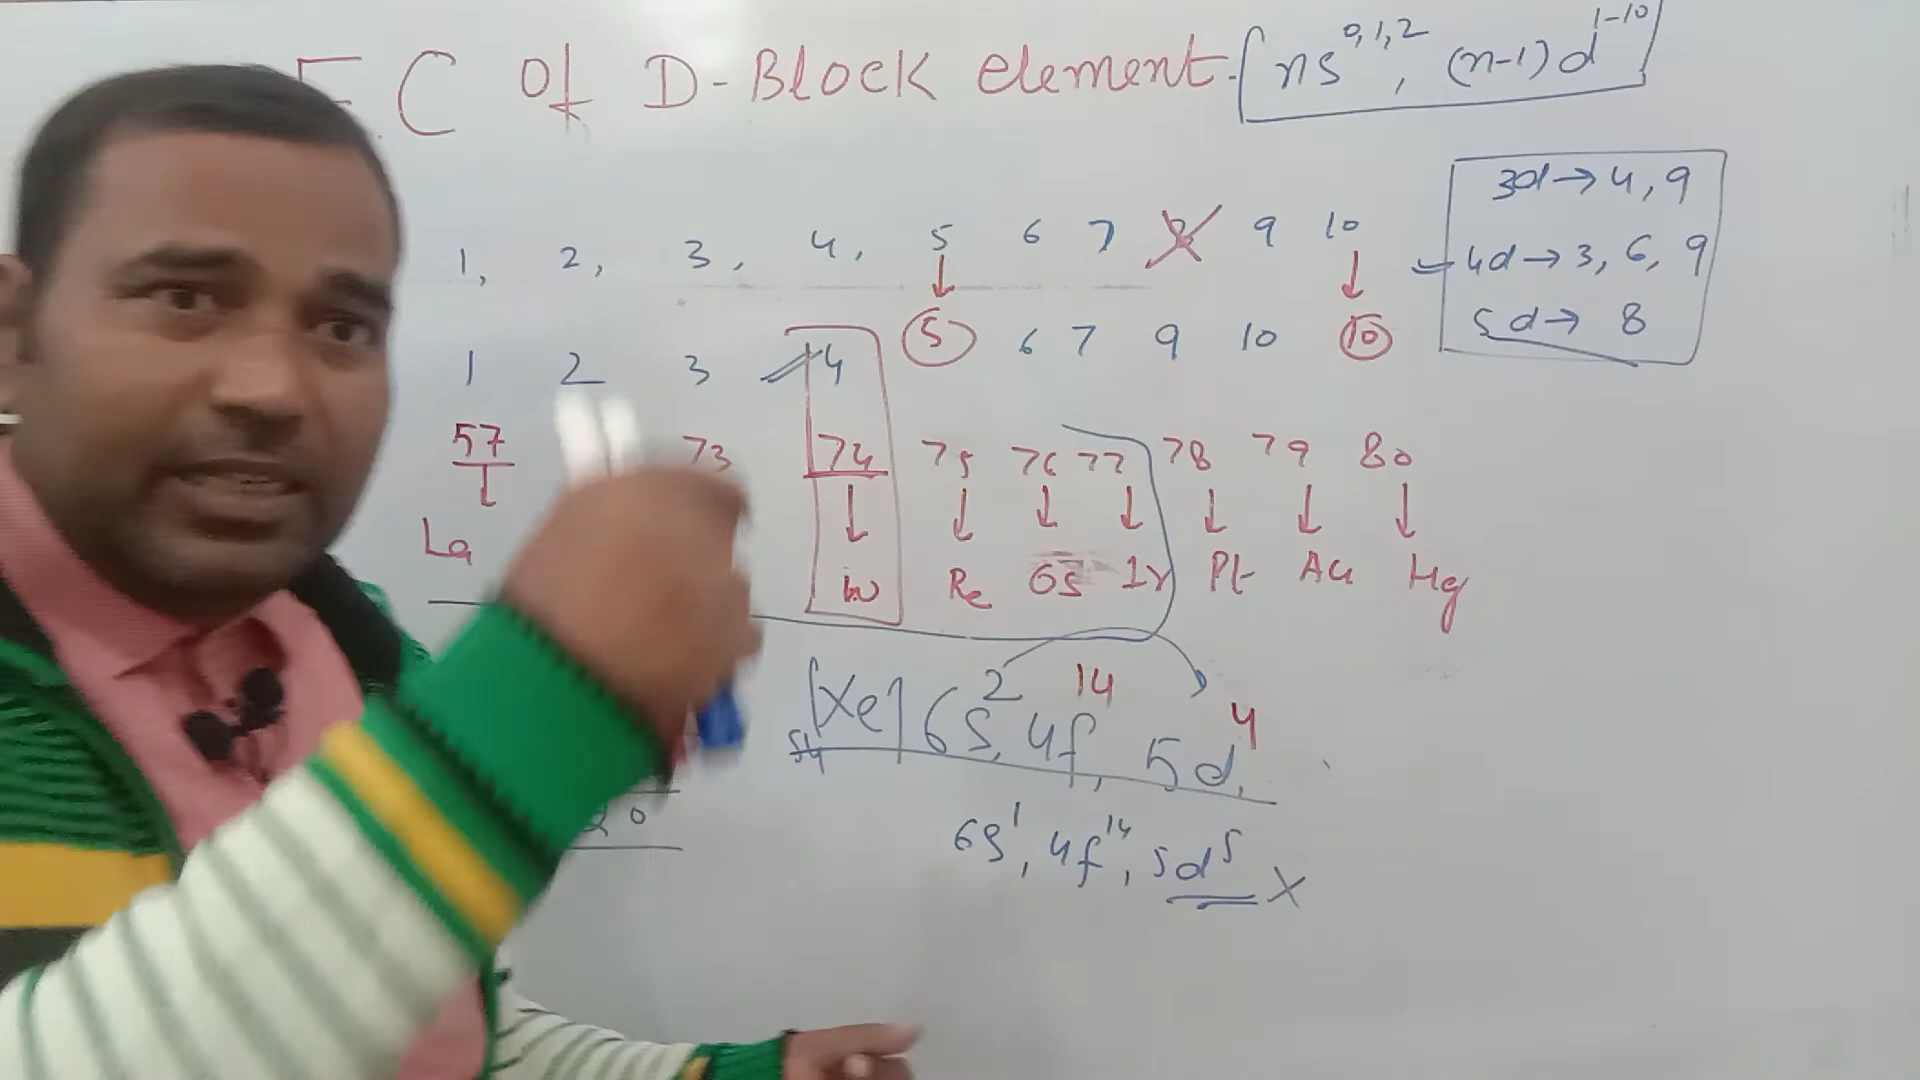 E.C Of D-Block element- [ns0,1,2, (n-1)d1-10]
3d→4,9
4d→3,6,9
5d→ 8
1, 2, 3, 4, 5 6 7 8 9 10
1 2 3 4 5 6 7 9 10 10
57 73 74 75 76 77 78 79 80
La W Re Os Ir Pt Au Hg
54[Xe] 6s2, 4f14, 5d4
6s1, 4f14, 5d5 X